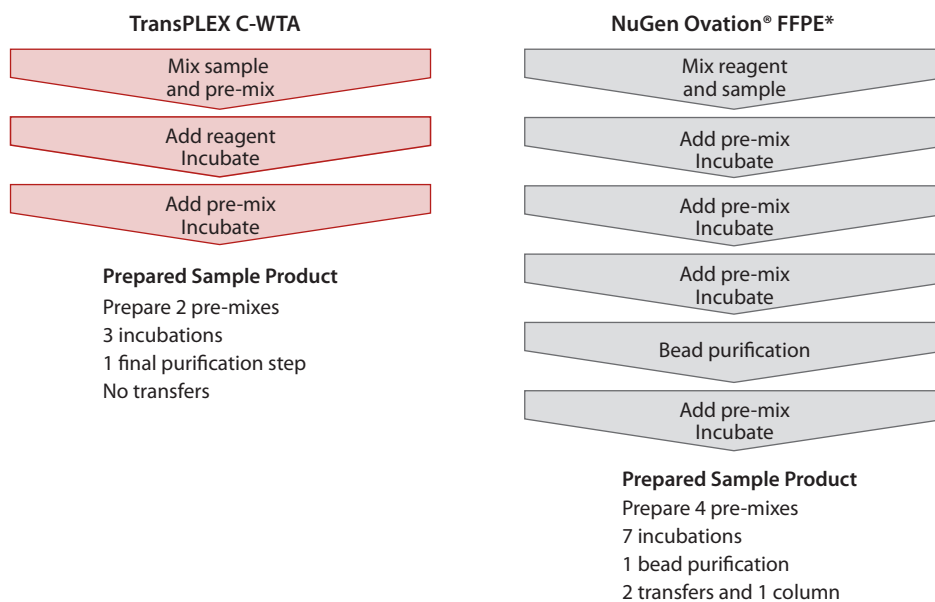 TransPLEX C-WTA
Mix sample
and pre-mix
Add reagent
Incubate
Add pre-mix
Incubate
Prepared Sample Product
Prepare 2 pre-mixes
3 incubations
1 final purification step
No transfers
NuGen Ovation® FFPE*
Mix reagent
and sample
Add pre-mix
Incubate
Add pre-mix
Incubate
Add pre-mix
Incubate
Bead purification
Add pre-mix
Incubate
Prepared Sample Product
Prepare 4 pre-mixes
7 incubations
1 bead purification
2 transfers and 1 column